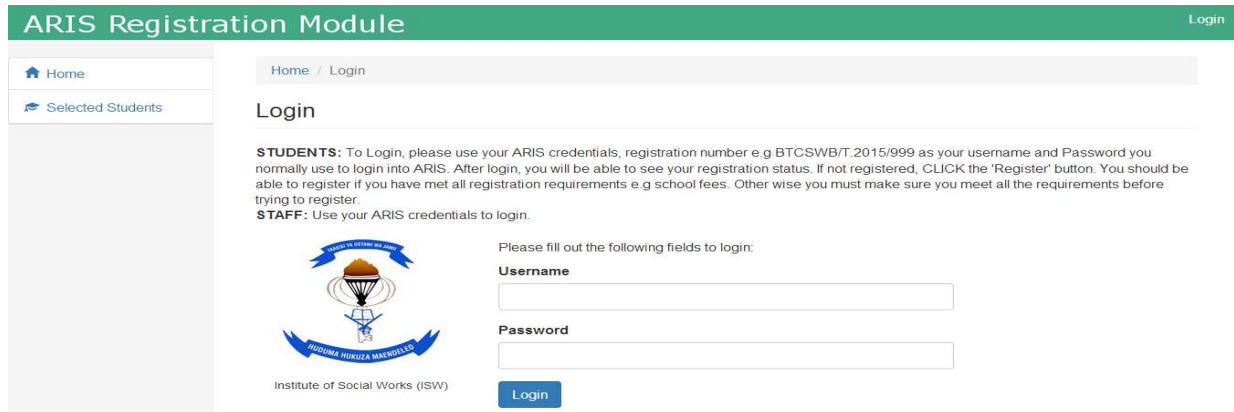 ARIS Registration Module
Login
Home
Selected Students
Home / Login
Login
STUDENTS: To Login, please use your ARIS credentials, registration number e.g BTCSWB/T.2015/999 as your username and Password you
normally use to login into ARIS. After login, you will be able to see your registration status. If not registered, CLICK the 'Register' button. You should be
able to register if you have met all registration requirements e.g school fees. Other wise you must make sure you meet all the requirements before
trying to register.
STAFF: Use your ARIS credentials to login.
TAASISI YA USTAWI WA JAMII
HUDUMA HUKUZA MAENDELEO
Institute of Social Works (ISW)
Please fill out the following fields to login:
Username
Password
Login